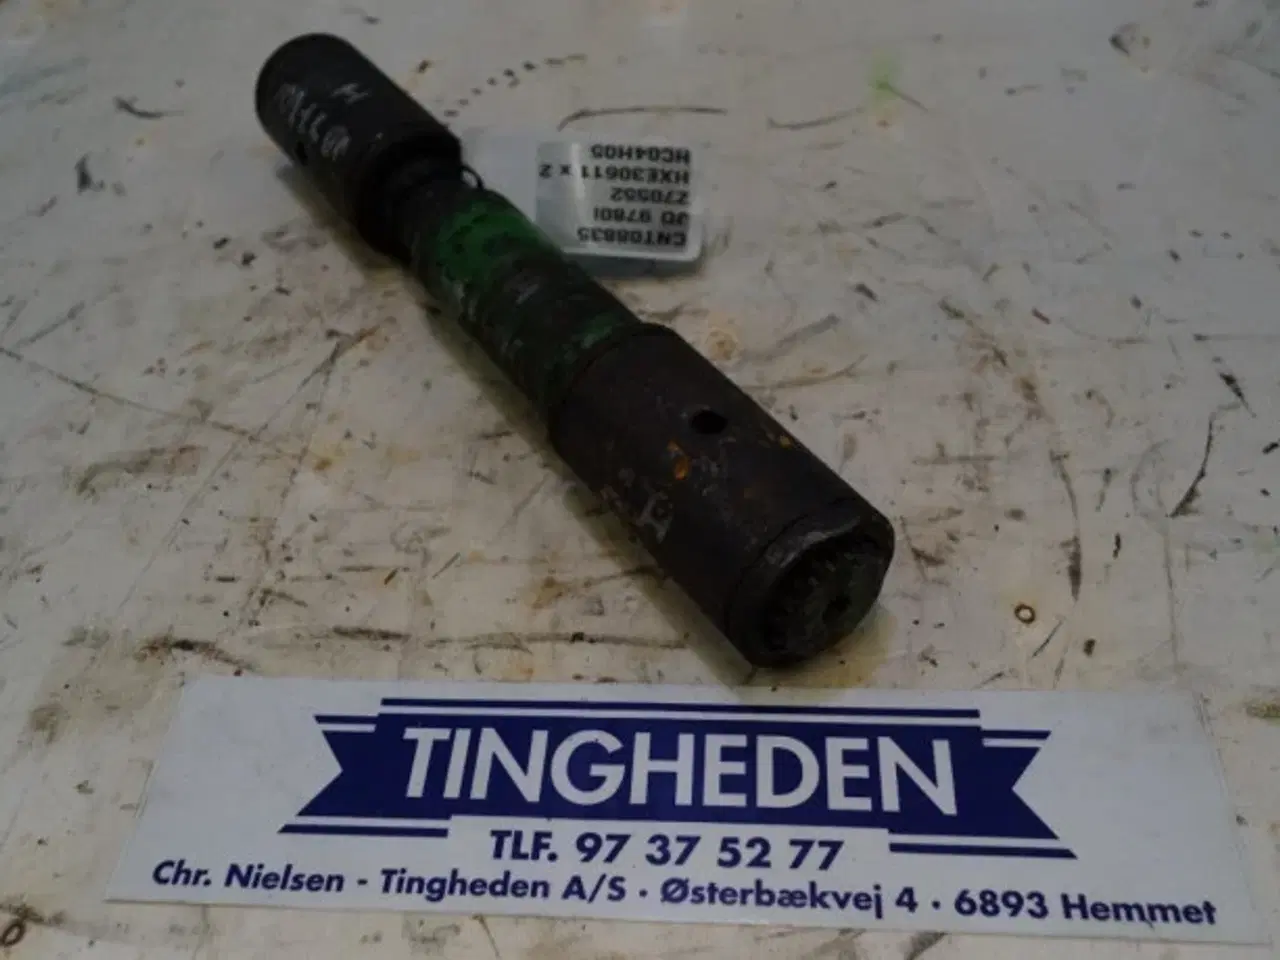 CNT08835
JD 9780I
Z70552
HXE30611 x 2
HC04H05
TINGHEDEN
TLF. 97 37 52 77
Chr. Nielsen - Tingheden A/S · Østerbækvej 4 · 6893 Hemmet